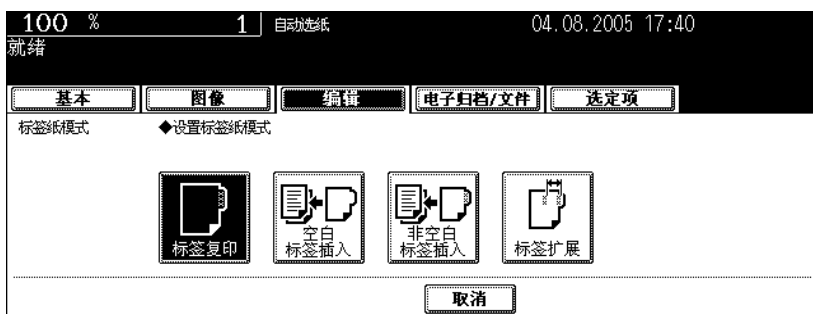 100 % 1 自动选纸 04.08.2005 17:40
就绪
基本 图像 编辑 电子归档/文件 选定项
标签纸模式 ◆设置标签纸模式
标签复印
空白
标签插入
非空白
标签插入
标签扩展
取消